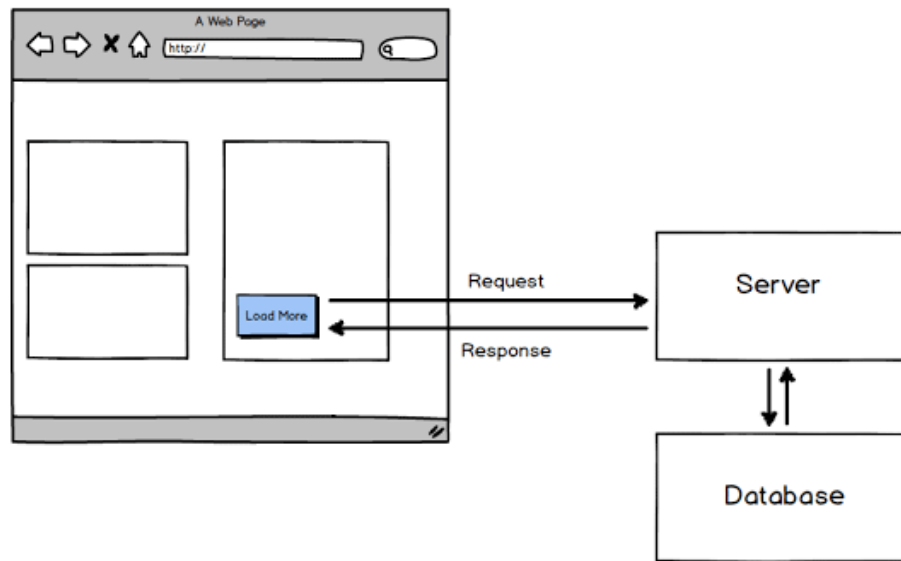 A Web Page
http://
Load More
Request
Response
Server
Database